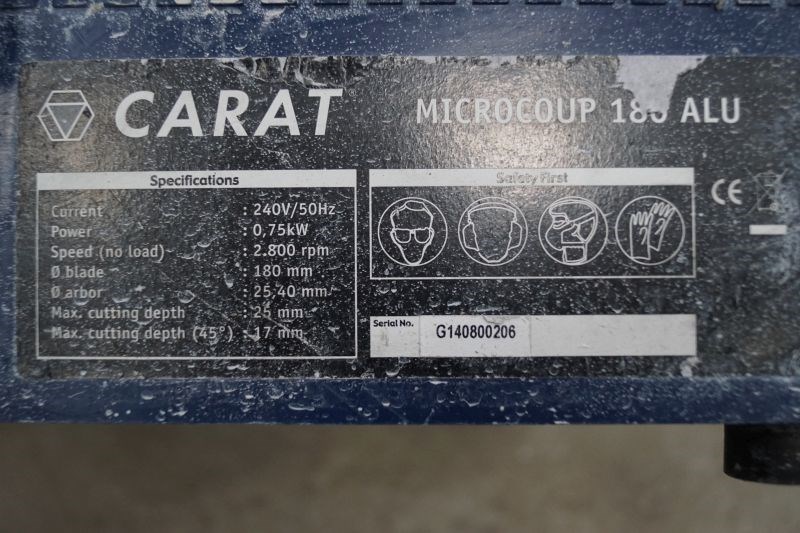 CARAT
MICROCOUP 180 ALU
Specifications
Current : 240V/50Hz
Power : 0,75kW
Speed (no load) : 2.800 rpm
Ø blade : 180 mm
Ø arbor : 25,40 mm
Max. cutting depth : 25 mm
Max. cutting depth (45°) : 17 mm
Safety First
CE
Serial No. G140800206